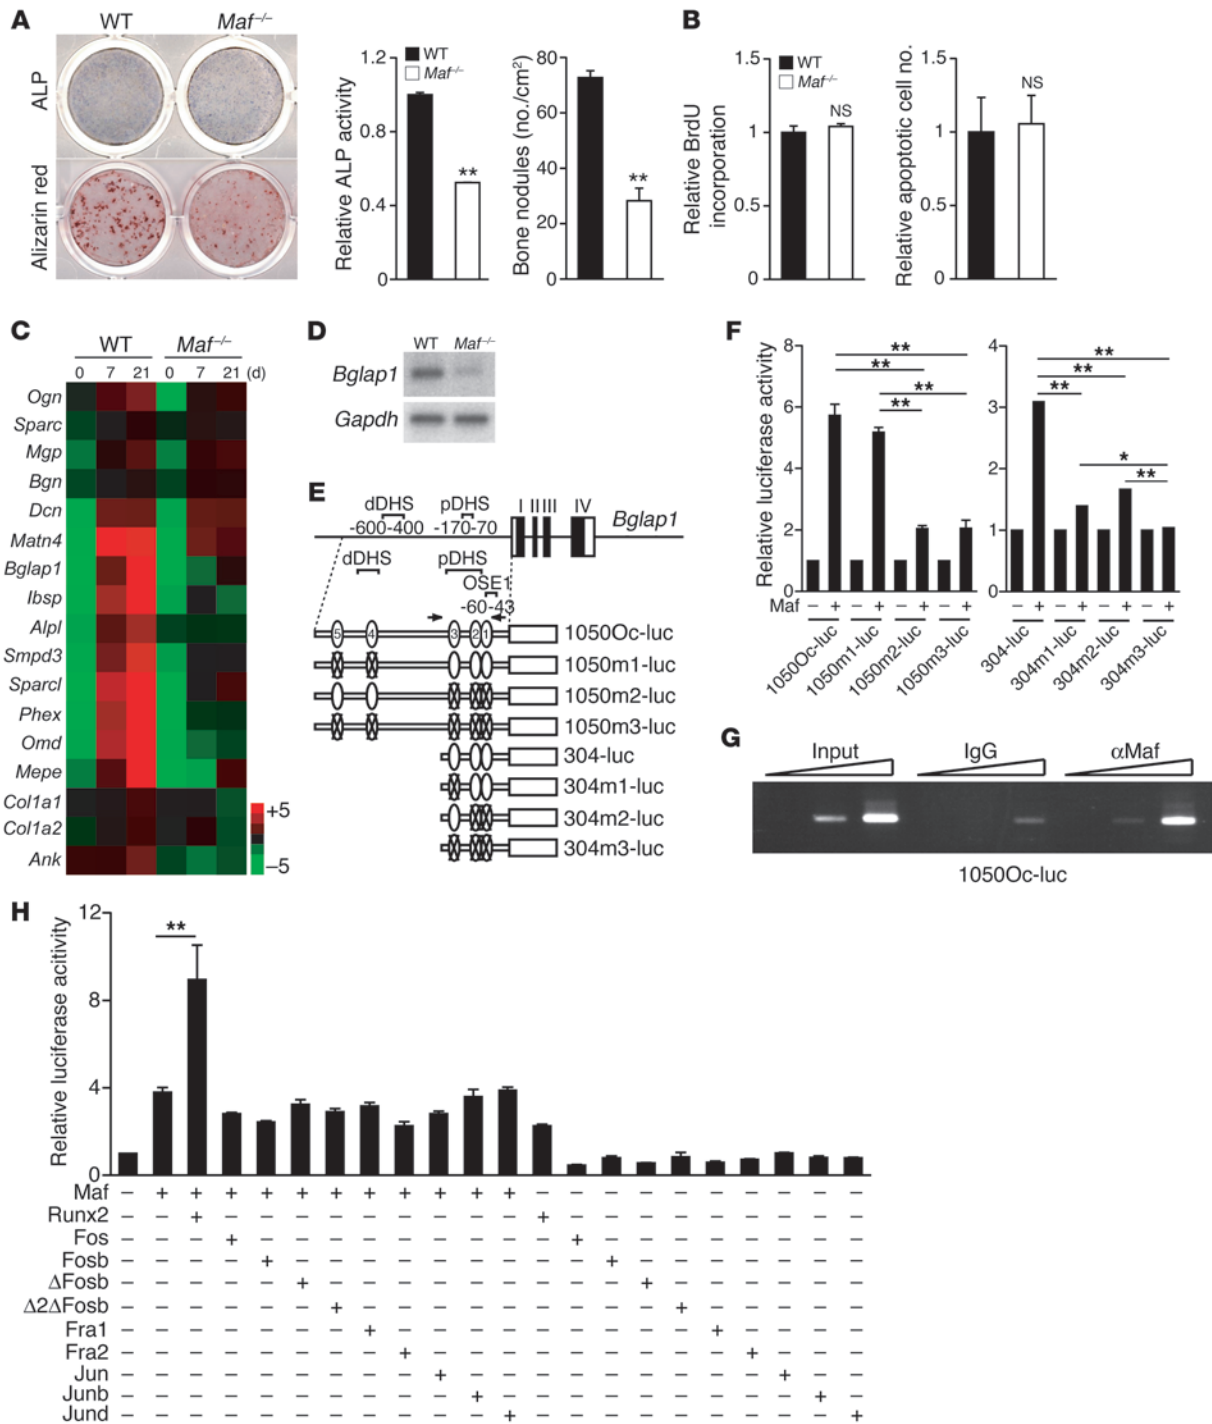 A
WT Maf–/–
ALP
Alizarin red
Relative ALP activity
1.2
0.8
0.4
0
WT
Maf–/–
**
Bone nodules (no./cm²)
80
60
40
20
0
**
B
Relative BrdU incorporation
1.5
1
0.5
0
WT
Maf–/–
NS
Relative apoptotic cell no.
1.5
1
0.5
0
NS
C
WT Maf–/–
0 7 21 0 7 21 (d)
Ogn
Sparc
Mgp
Bgn
Dcn
Matn4
Bglap1
Ibsp
Alpl
Smpd3
Sparcl
Phex
Omd
Mepe
Col1a1
Col1a2
Ank
+5
–5
D
WT Maf–/–
Bglap1
Gapdh
E
dDHS pDHS I II III IV
-600-400 -170-70 Bglap1
dDHS pDHS
OSE1
-60-43
5 4 3 2 1 1050Oc-luc
1050m1-luc
1050m2-luc
1050m3-luc
304-luc
304m1-luc
304m2-luc
304m3-luc
F
Relative luciferase activity
8
6
4
2
0
**
**
**
**
Maf – + – + – + – +
1050Oc-luc
1050m1-luc
1050m2-luc
1050m3-luc
4
3
2
1
0
**
**
**
*
**
– + – + – + – +
304-luc
304m1-luc
304m2-luc
304m3-luc
G
Input IgG αMaf
1050Oc-luc
H
Relative luciferase acitivity
12
8
4
0
**
Maf – + + + + + + + + + + + – – – – – – – – – –
Runx2 – – + – – – – – – – – – + – – – – – – – – –
Fos – – – + – – – – – – – – – + – – – – – – – –
Fosb – – – – + – – – – – – – – – + – – – – – – –
ΔFosb – – – – – + – – – – – – – – – + – – – – – –
Δ2ΔFosb – – – – – – + – – – – – – – – – + – – – – –
Fra1 – – – – – – – + – – – – – – – – – + – – – –
Fra2 – – – – – – – – + – – – – – – – – – + – – –
Jun – – – – – – – – – + – – – – – – – – – + – –
Junb – – – – – – – – – – + – – – – – – – – – + –
Jund – – – – – – – – – – – + – – – – – – – – – +